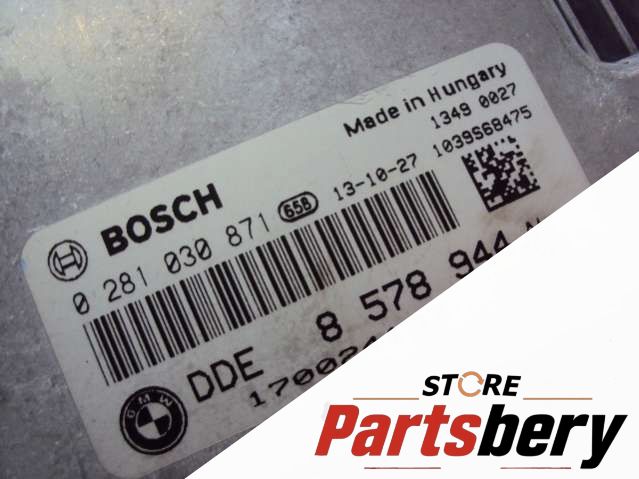 Made in Hungary
1349 0027
1039S68475
BOSCH
0 281 030 871 658 13-10-27
DDE 8 578 944
BMW
STORE
Partsbery